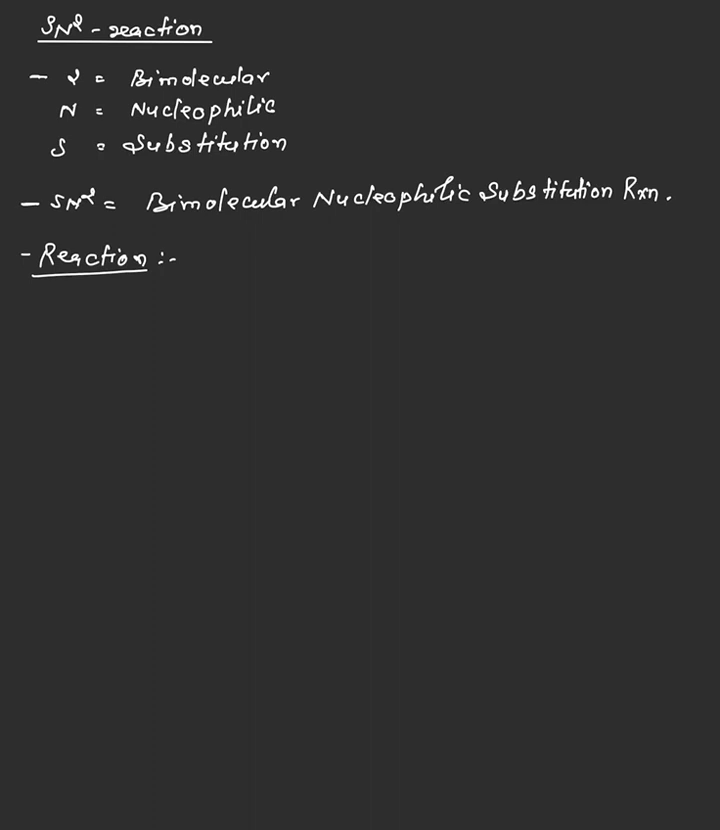 SN2 - reaction
- 2 = Bimolecular
N = Nucleophilic
S = Substitution
- SN2 = Bimolecular Nucleophilic Substitution Rxn.
- Reaction :-